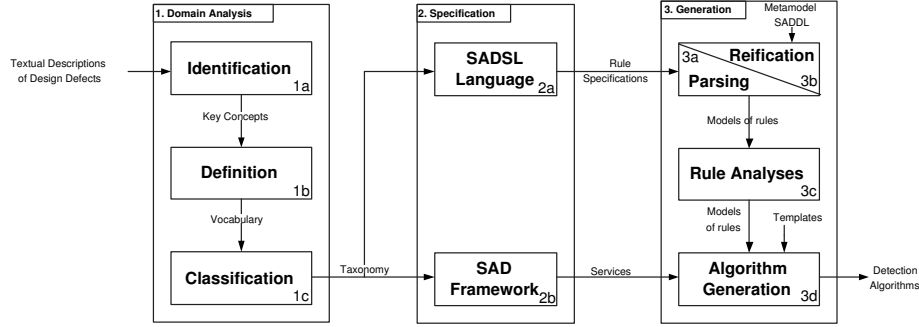 1. Domain Analysis
Textual Descriptions
of Design Defects
Identification
1a
Key Concepts
Definition
1b
Vocabulary
Classification
1c
Taxonomy
2. Specification
SADSL
Language
2a
Rule
Specifications
SAD
Framework
2b
Services
3. Generation
Metamodel
SADDL
3a
Reification
Parsing
3b
Models of rules
Rule Analyses
3c
Models
of rules
Templates
Algorithm
Generation
3d
Detection
Algorithms